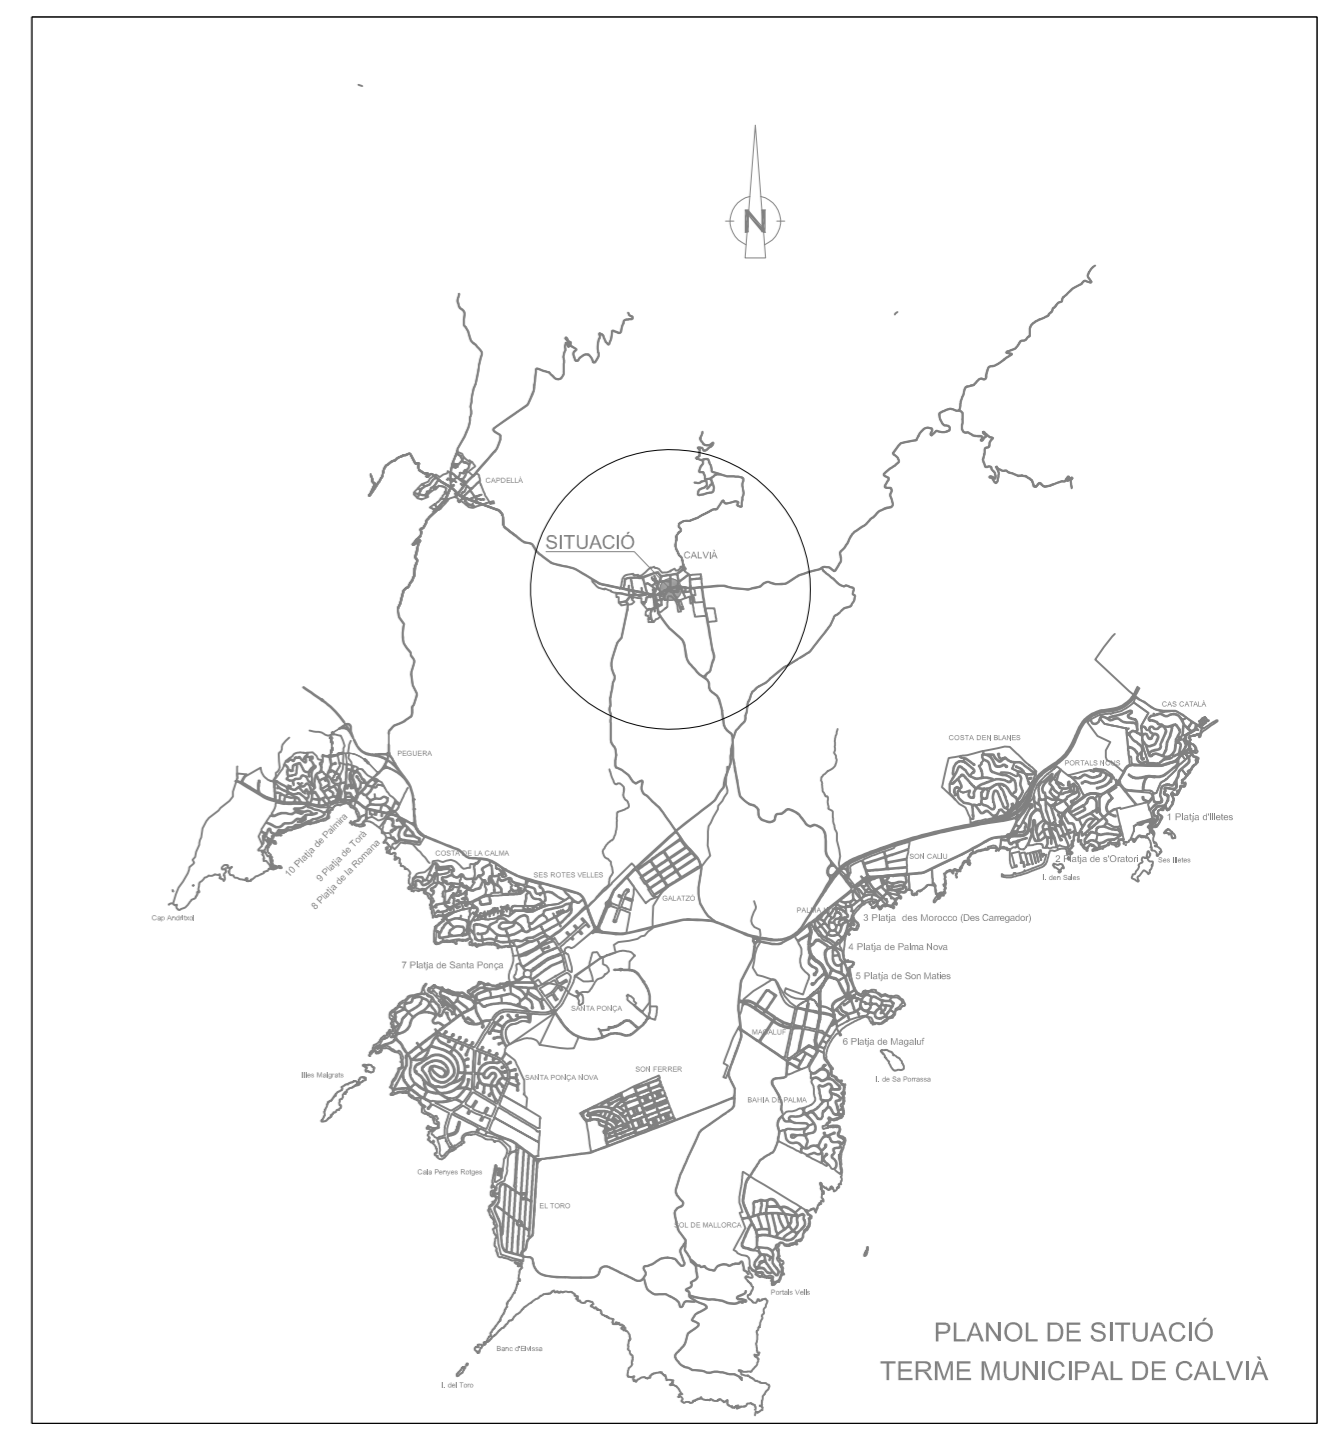 N
CAPDELLÀ
SITUACIÓ
CALVIÀ
CAS CATALÀ
COSTA DEN BLANES
PEGUERA
PORTALS NOUS
1 Platja d'Illetes
10 Platja de Palmira
9 Platja de Torà
8 Platja de la Romana
COSTA DE LA CALMA
SON CALIU
2 Platja de s'Oratori
Ses Illetes
SES ROTES VELLES
I. den Sales
GALATZO
Cap Andritxol
PALMA
3 Platja des Morocco (Des Carregador)
4 Platja de Palma Nova
7 Platja de Santa Ponça
5 Platja de Son Maties
SANTA PONÇA
MAGALUF
6 Platja de Magaluf
Illes Malgrats
SANTA PONÇA NOVA
SON FERRER
I. de Sa Porrassa
BAHIA DE PALMA
Cala Penyes Rotges
EL TORO
SOL DE MALLORCA
Portals Vells
PLANOL DE SITUACIÓ
Banc d'Eivissa
TERME MUNICIPAL DE CALVIÀ
I. del Toro